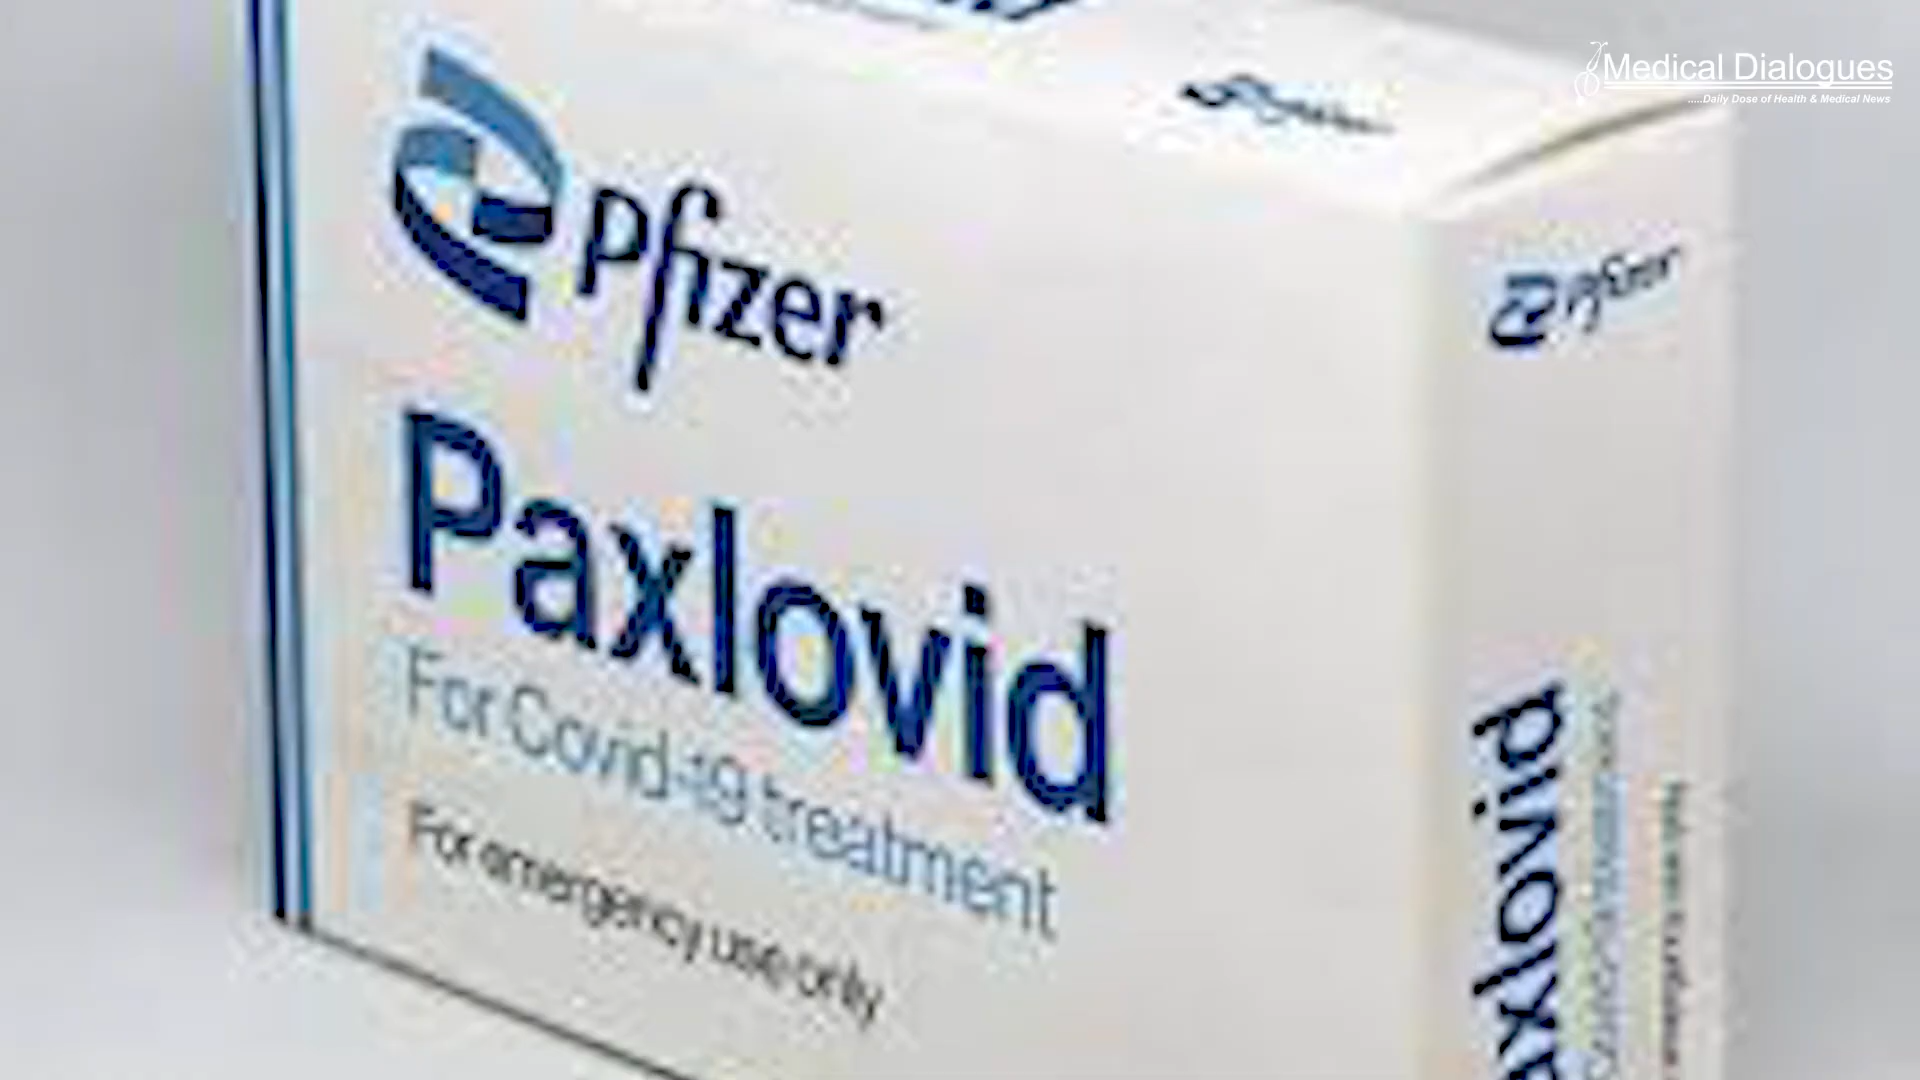 Medical Dialogues
.....Daily Dose of Health & Medical News
Pfizer
Pfizer
Pfizer
Paxlovid
For Covid-19 treatment
For emergency use only
axlovid